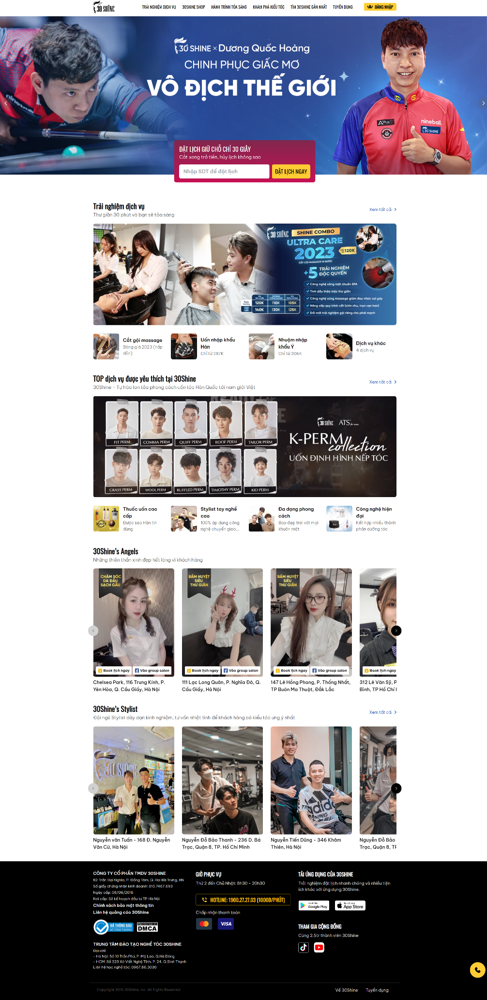 30 SHINE
TRẢI NGHIỆM DỊCH VỤ
30SHINE SHOP
HÀNH TRÌNH TỎA SÁNG
KHÁM PHÁ KIỂU TÓC
TÌM 30SHINE GẦN NHẤT
TUYỂN DỤNG
ĐĂNG NHẬP
30 SHINE × Dương Quốc Hoàng
CHINH PHỤC GIẤC MƠ
VÔ ĐỊCH THẾ GIỚI
A Plus
nineball.
30 SHINE
ĐẶT LỊCH GIỮ CHỖ CHỈ 30 GIÂY
Cắt xong trả tiền, hủy lịch không sao
Nhập SDT để đặt lịch
ĐẶT LỊCH NGAY
Trải nghiệm dịch vụ
Thư giãn 30 phút và bạn sẽ tỏa sáng
Xem tất cả
30 SHINE
SHINE COMBO
ULTRA CARE
2023
CHỈ TỪ 120K
CẮT GỘI MASSAGE 10 BƯỚC
+5 TRẢI NGHIỆM
ĐỘC QUYỀN
Công nghệ xông mặt chuẩn SPA
Tinh dầu thảo mộc thư giãn
Công nghệ súng massage giảm đau nhức vai gáy
Nâng cấp quy trình cắt (chỉn chu, trọn vẹn hơn)
Đổi mới trải nghiệm gội riêng cho phái mạnh
Ngày thường 120K 110K 105K
Cuối tuần 140K 130K 125K
Cắt gội massage
Bảng giá 2023 (hấp
dẫn)
Uốn nhập khẩu
Hàn
Chỉ từ 287K
Nhuộm nhập
khẩu Ý
Chỉ từ 206K
Dịch vụ khác
4 dịch vụ
TOP dịch vụ được yêu thích tại 30Shine
30Shine - Tự hào lan tỏa phong cách uốn tóc Hàn Quốc tới nam giới Việt
Xem tất cả
FIT PERM
COMMA PERM
QUIFF PERM
ROOF PERM
TAILOR PERM
GRASS PERM
WOOL PERM
RUFFLED PERM
TIMOTHY PERM
KID PERM
30 SHINE
ATS for men
K-PERM collection
UỐN ĐỊNH HÌNH NẾP TÓC
Thuốc uốn cao
cấp
Được sao Hàn tin
dùng
Stylist tay nghề
cao
100% áp dụng công
nghệ chuyển giao...
Đa dạng phong
cách
Bao đẹp trai với mọi
khuôn mặt
Công nghệ hiện
đại
Kết hợp nhiều thành
phần dưỡng tóc
30Shine's Angels
Những thiên thần xinh đẹp hết lòng vì khách hàng
CHĂM SÓC
DA ĐẦU
SẠCH GÀU
Book lịch ngay
Vào group salon
Chelsea Park, 116 Trung Kính, P.
Yên Hòa, Q. Cầu Giấy, Hà Nội
BẤM HUYỆT
SIÊU
THƯ GIÃN
Book lịch ngay
Vào group salon
111 Lạc Long Quân, P. Nghĩa Đô, Q.
Cầu Giấy, Hà Nội
BẤM HUYỆT
SIÊU
THƯ GIÃN
Book lịch ngay
Vào group salon
147 Lê Hồng Phong, P. Thống Nhất,
TP Buôn Ma Thuột, Đắk Lắc
Book lịch ngay
312 Lê Văn Sỹ, P
Bình, TP Hồ Chí
30Shine's Stylist
Đội ngũ Stylist dày dạn kinh nghiệm, tư vấn nhiệt tình để khách hàng có kiểu tóc ưng ý nhất
Xem tất cả
30 SHINE
adidas
Nguyễn văn Tuấn - 168 Đ. Nguyễn
Văn Cừ, Hà Nội
Nguyễn Đỗ Bảo Thanh - 236 D. Bá
Trạc, Quận 8, TP. Hồ Chí Minh
Nguyễn Tiến Dũng - 346 Khâm
Thiên, Hà Nội
Nguyễn Đỗ Bảo
Trạc, Quận 8, TP
CÔNG TY CỔ PHẦN TMDV 30SHINE
82 Trần Đại Nghĩa, P. Đồng Tâm, Q. Hai Bà Trưng, HN
Số giấy chứng nhận kinh doanh: 010.7467.693
Ngày cấp: 08/06/2016
Nơi cấp: Sở kế hoạch đầu tư TP Hà Nội
Chính sách bảo mật thông tin
Liên hệ quảng cáo 30Shine
ĐÃ THÔNG BÁO
BỘ CÔNG THƯƠNG
PROTECTED BY
DMCA
TRUNG TÂM ĐÀO TẠO NGHỀ TÓC 30SHINE
Địa chỉ:
- Hà Nội: Số 10 Trần Phú, P. Mộ Lao, Q.Hà Đông
- HCM: Số 323 Xô Viết Nghệ Tĩnh, P. 24, Q.Bình Thạnh
Liên hệ học nghề tóc: 0967.86.3030
GIỜ PHỤC VỤ
Thứ 2 đến Chủ Nhật: 8h30 - 20h30
HOTLINE: 1900.27.27.03 (1000Đ/PHÚT)
Chấp nhận thanh toán
VISA
TẢI ỨNG DỤNG CỦA 30SHINE
Trải nghiệm đặt lịch nhanh chóng và nhiều tiện
ích khác với ứng dụng 30Shine.
Google Play
Tải về trên
App Store
THAM GIA CỘNG ĐỒNG
Cùng 2.5tr thành viên 30Shine
Copyright 2015 30Shine, Inc. All Rights Reserved
Về 30Shine
Tuyển dụng